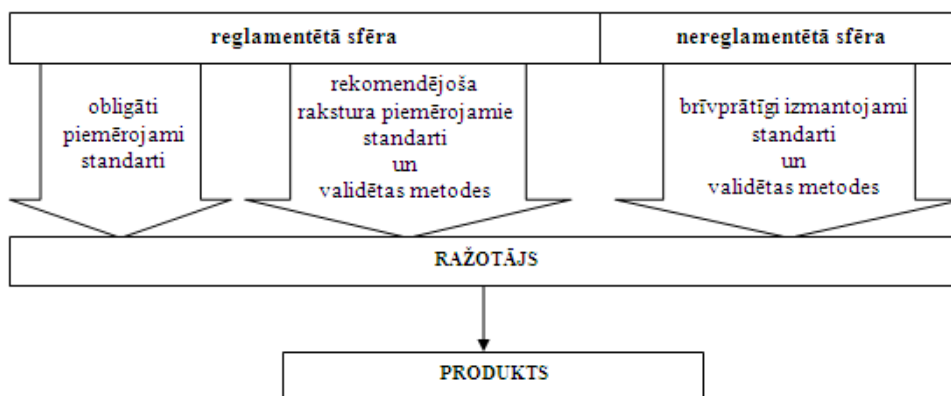 reglamentētā sfēra
nereglamentētā sfēra
obligāti
piemērojami
standarti
rekomendējoša
rakstura piemērojamie
standarti
un
validētas metodes
brīvprātīgi izmantojami
standarti
un
validētas metodes
RAŽOTĀJS
PRODUKTS